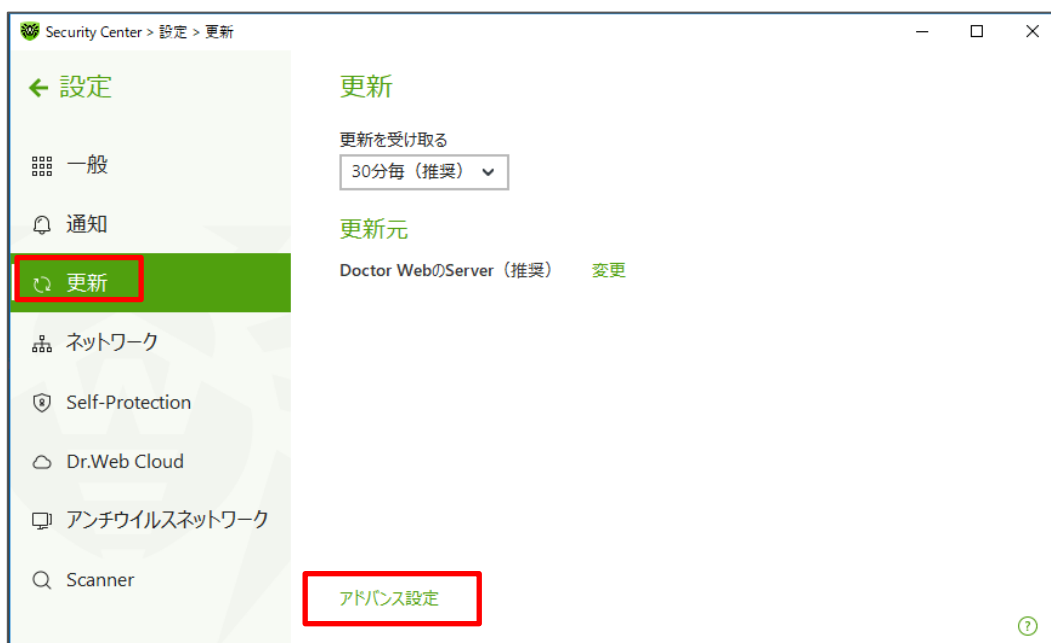 Security Center > 設定 > 更新
設定
一般
通知
更新
ネットワーク
Self-Protection
Dr.Web Cloud
アンチウイルスネットワーク
Scanner
更新
更新を受け取る
30分毎（推奨）
更新元
Doctor WebのServer（推奨） 変更
アドバンス設定
?